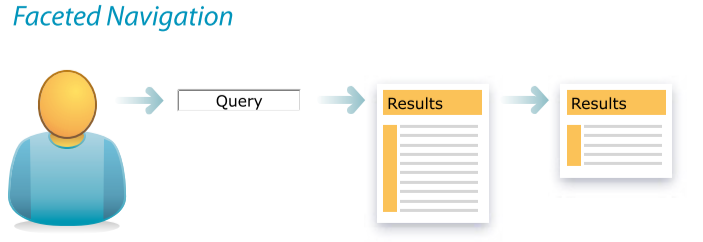 Faceted Navigation
Query
Results
Results